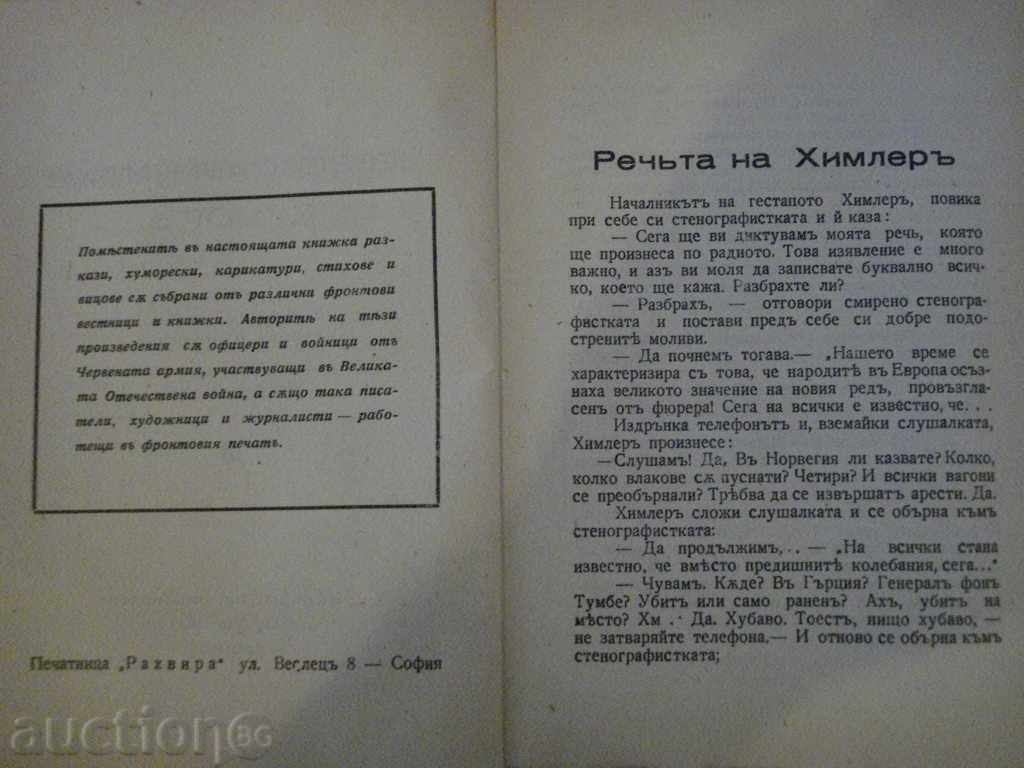 Помѣстенитѣ въ настоящата книжка раз-
кази, хуморески, карикатури, стихове и
вицове сѫ събрани отъ различни фронтови
вестници и книжки. Авторитѣ на тѣзи
произведения сѫ офицери и войници отъ
Червената армия, участвуващи въ Велика-
та Отечествена война, а сѫщо така писа-
тели, художници и журналисти — рабо-
тещи въ фронтовия печатъ.
Печатница „Рахвира“ ул. Веслецъ 8 — София
Речьта на Химлеръ
Началникътъ на гестапото Химлеръ, повика
при себе си стенографистката и ѝ каза:
— Сега ще ви диктувамъ моята речь, която
ще произнеса по радиото. Това изявление е много
важно, и азъ ви моля да записвате буквално всич-
ко, което ще кажа. Разбрахте ли?
— Разбрахъ, — отговори смирено стеногра-
фистката и постави предъ себе си добре подо-
стренитѣ моливи.
— Да почнемъ тогава.— „Нашето време се
характеризира съ това, че народитѣ въ Европа осъз-
наха великото значение на новия редъ, провъзгла-
сенъ отъ фюрера! Сега на всички е известно, че...
Издрънка телефонътъ и, вземайки слушалката,
Химлеръ произнесе:
—Слушамъ! Да. Въ Норвегия ли казвате? Колко,
колко влакове сѫ пуснати? Четири? И всички вагони
се преобърнали? Трѣбва да се извършатъ арести. Да.
Химлеръ сложи слушалката и се обърна къмъ
стенографистката:
— Да продължимъ... — „На всички стана
известно, че вмѣсто предишнитѣ колебания, сега...“
— Чувамъ. Кѫде? Въ Гърция? Генералъ фонъ
Тумбе? Убитъ или само раненъ? Ахъ, убитъ на
мѣсто? Хм .· Да. Хубаво. Тоестъ, нищо хубаво, —
не затваряйте телефона.— И отново се обърна къмъ
стенографистката;
auction6 BG